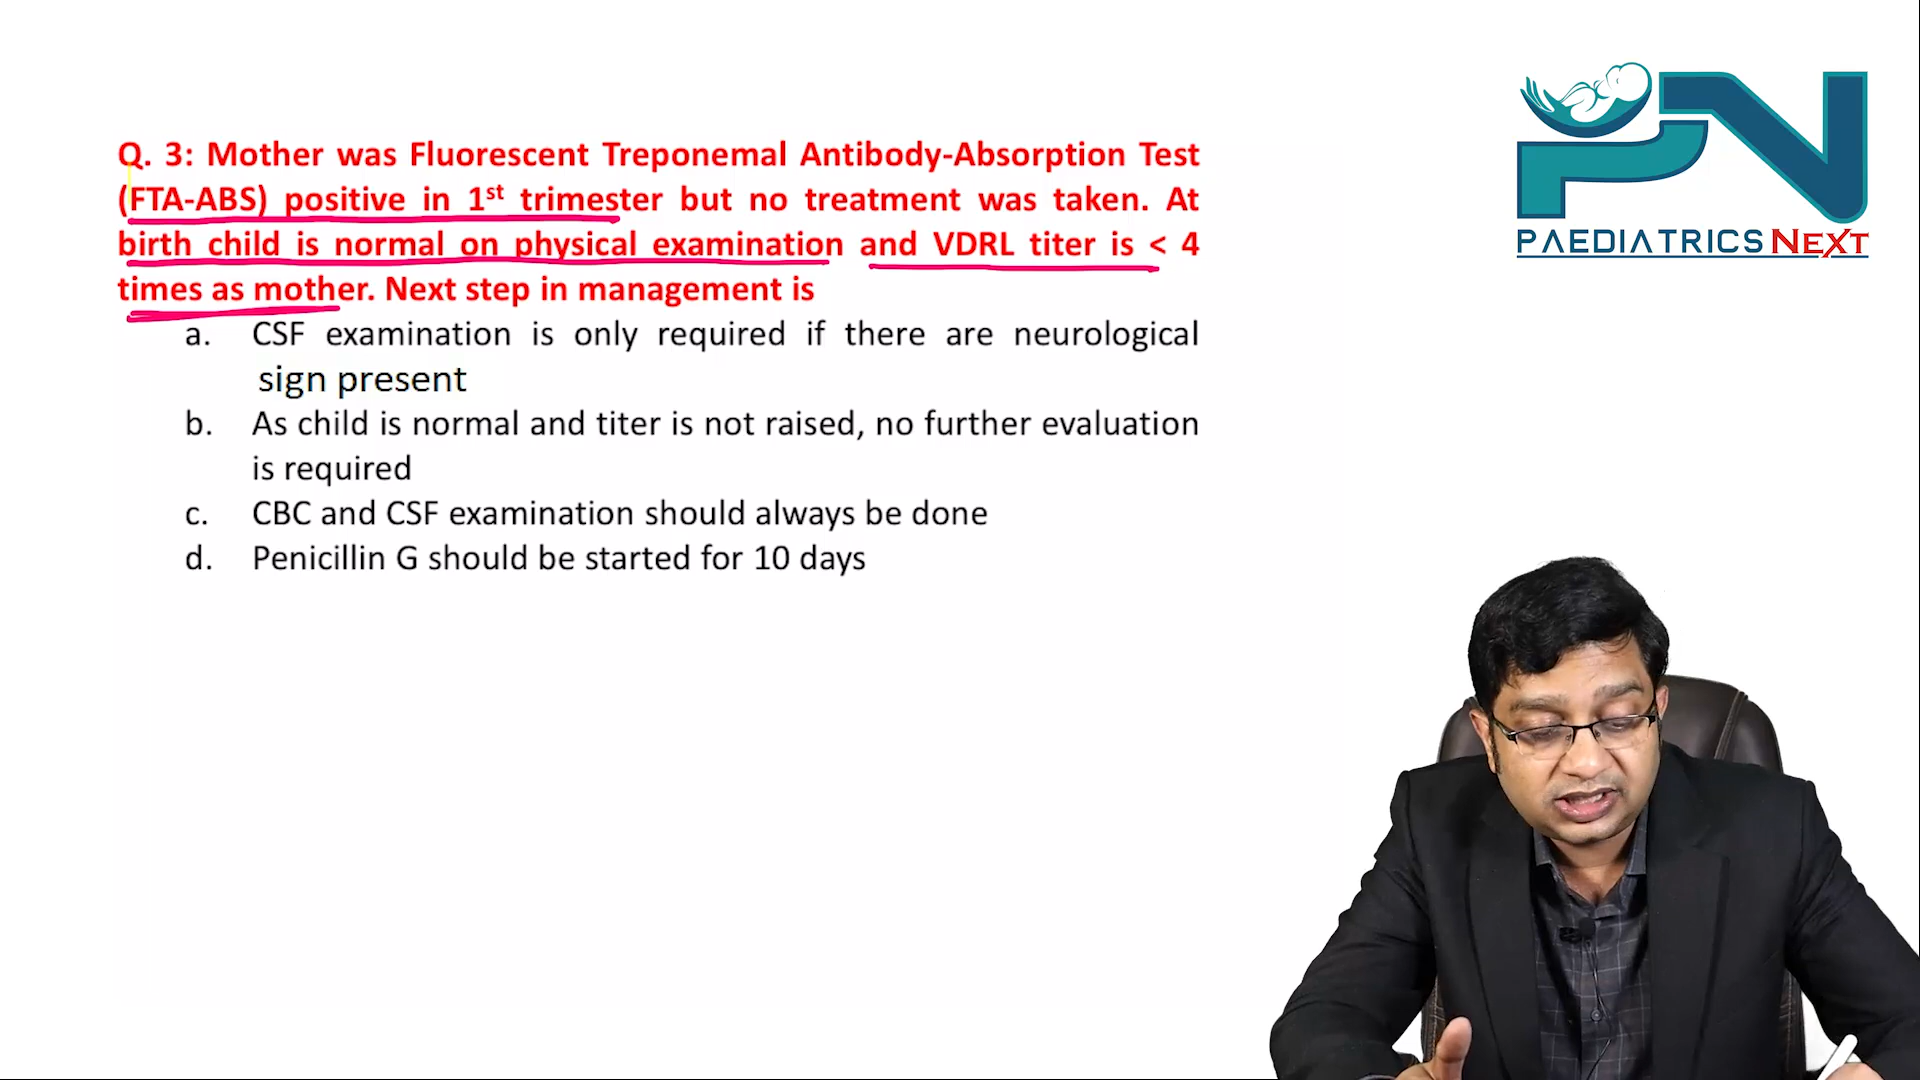 PAEDIATRICS NEXT
Q. 3: Mother was Fluorescent Treponemal Antibody-Absorption Test
(FTA-ABS) positive in 1st trimester but no treatment was taken. At
birth child is normal on physical examination and VDRL titer is < 4
times as mother. Next step in management is
a. CSF examination is only required if there are neurological
sign present
b. As child is normal and titer is not raised, no further evaluation
is required
c. CBC and CSF examination should always be done
d. Penicillin G should be started for 10 days